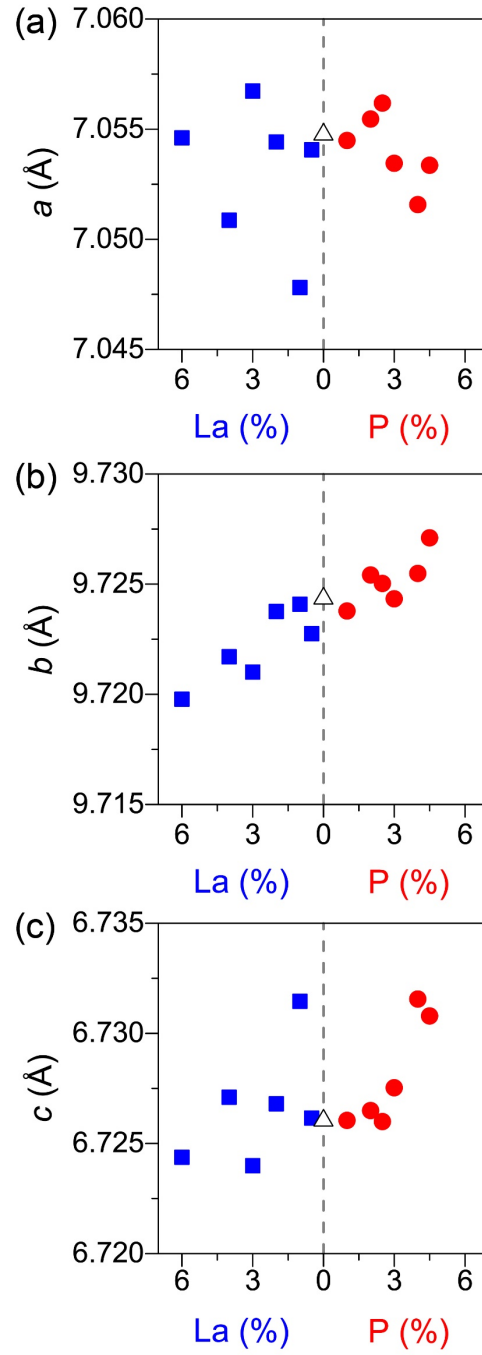 (a)
7.060
7.055
7.050
7.045
a (Å)
6 3 0 3 6
La (%) P (%)
(b)
9.730
9.725
9.720
9.715
b (Å)
6 3 0 3 6
La (%) P (%)
(c)
6.735
6.730
6.725
6.720
c (Å)
6 3 0 3 6
La (%) P (%)